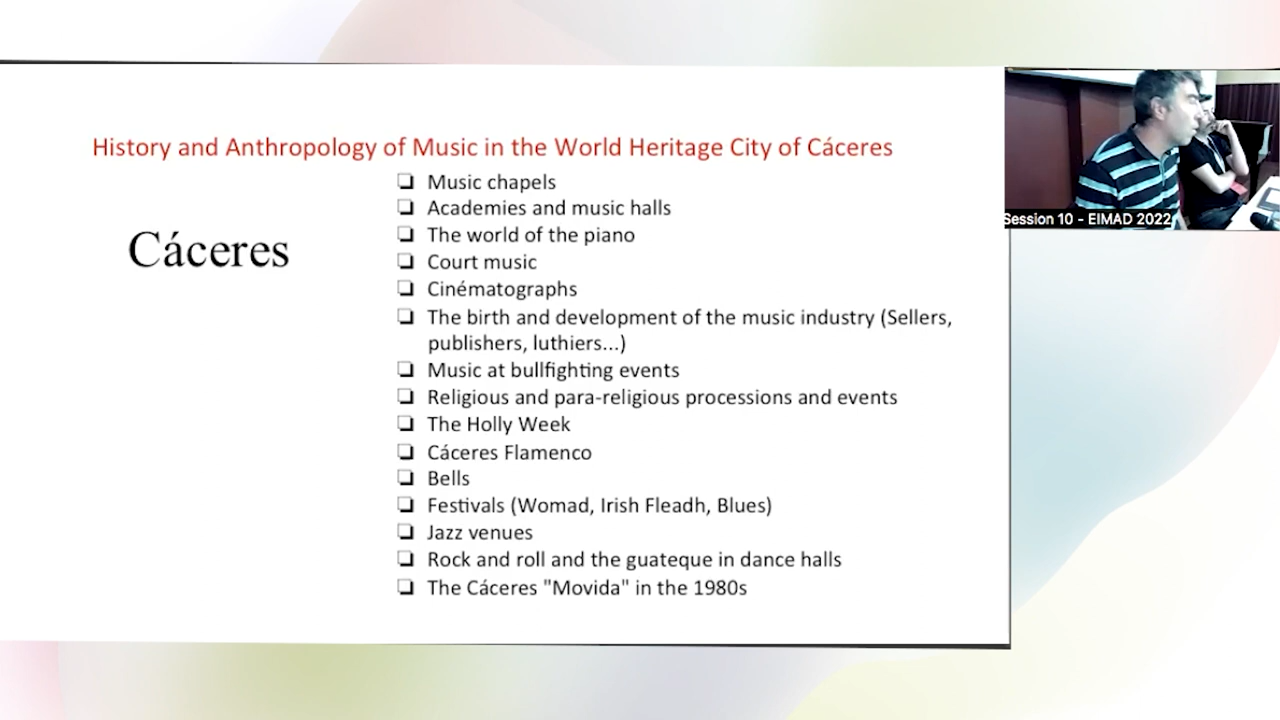 History and Anthropology of Music in the World Heritage City of Cáceres
Cáceres
Music chapels
Academies and music halls
The world of the piano
Court music
Cinématographs
The birth and development of the music industry (Sellers,
publishers, luthiers...)
Music at bullfighting events
Religious and para-religious processions and events
The Holly Week
Cáceres Flamenco
Bells
Festivals (Womad, Irish Fleadh, Blues)
Jazz venues
Rock and roll and the guateque in dance halls
The Cáceres "Movida" in the 1980s
Session 10 - EIMAD 2022